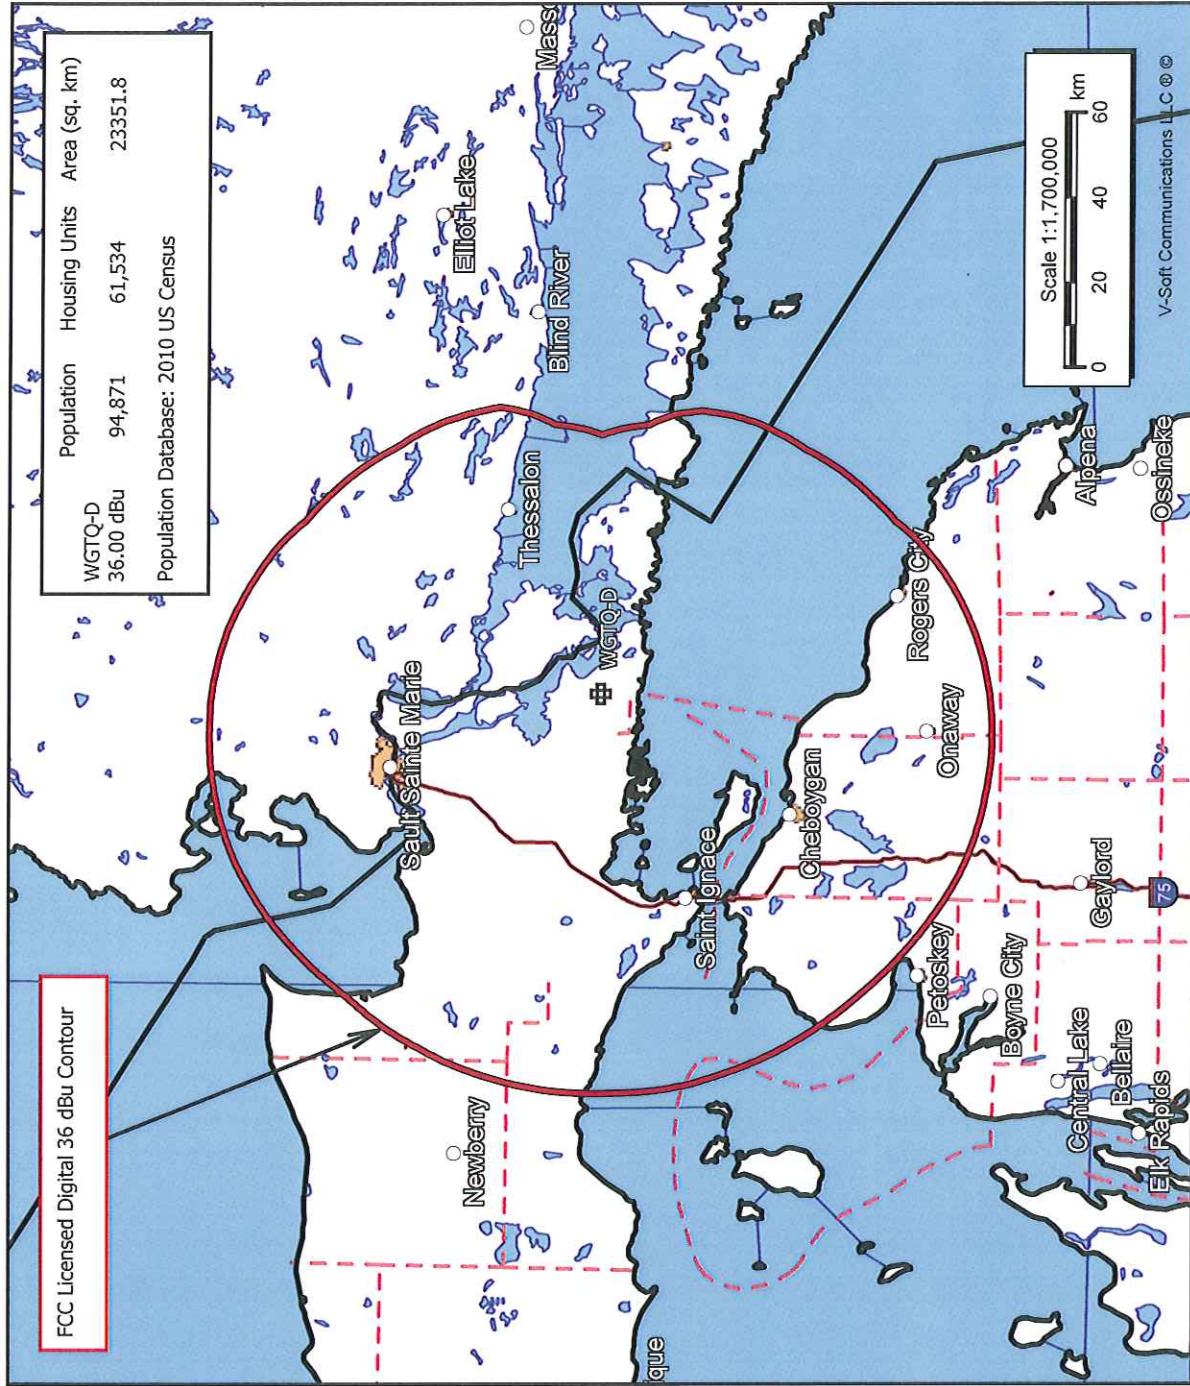 FCC Licensed Digital 36 dBu Contour
Population Housing Units Area (sq. km)
WGTQ-D
36.00 dBu 94,871 61,534 23351.8
Population Database: 2010 US Census
Mass
Elliot Lake
Blind River
Thessalon
Sault Sainte Marie
Newberry
WGTQ-D
ique
Saint Ignace
Cheboygan
Rogers City
Onaway
Petoskey
Boyne City
Central Lake
Bellaire
Elk Rapids
Gaylord
75
Alpena
Ossineke
Scale 1:1,700,000
0 20 40 60 km
V-Soft Communications LLC ® ©